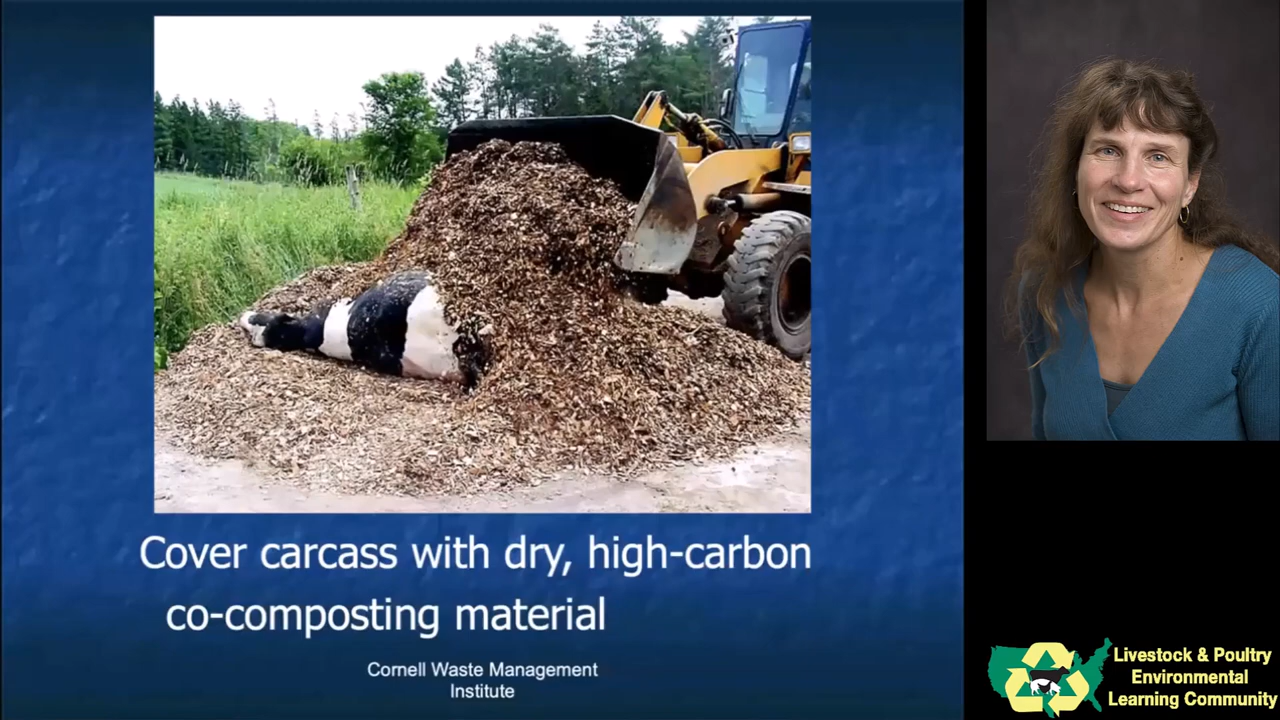 Cover carcass with dry, high-carbon
co-composting material
Cornell Waste Management
Institute
Livestock & Poultry
Environmental
Learning Community